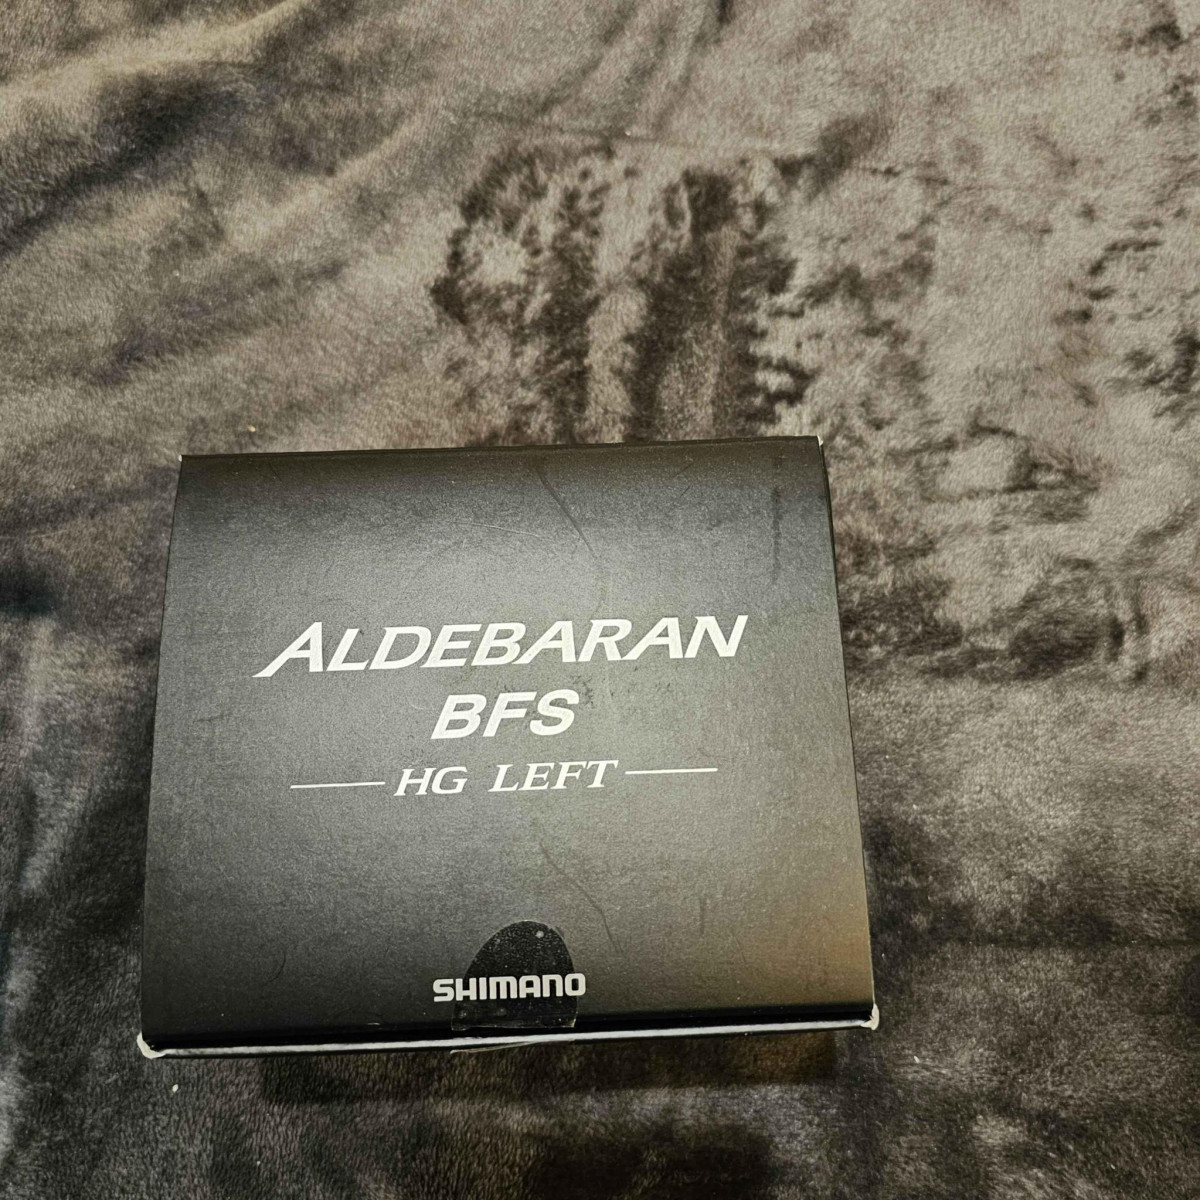 ALDEBARAN
BFS
HG LEFT
SHIMANO